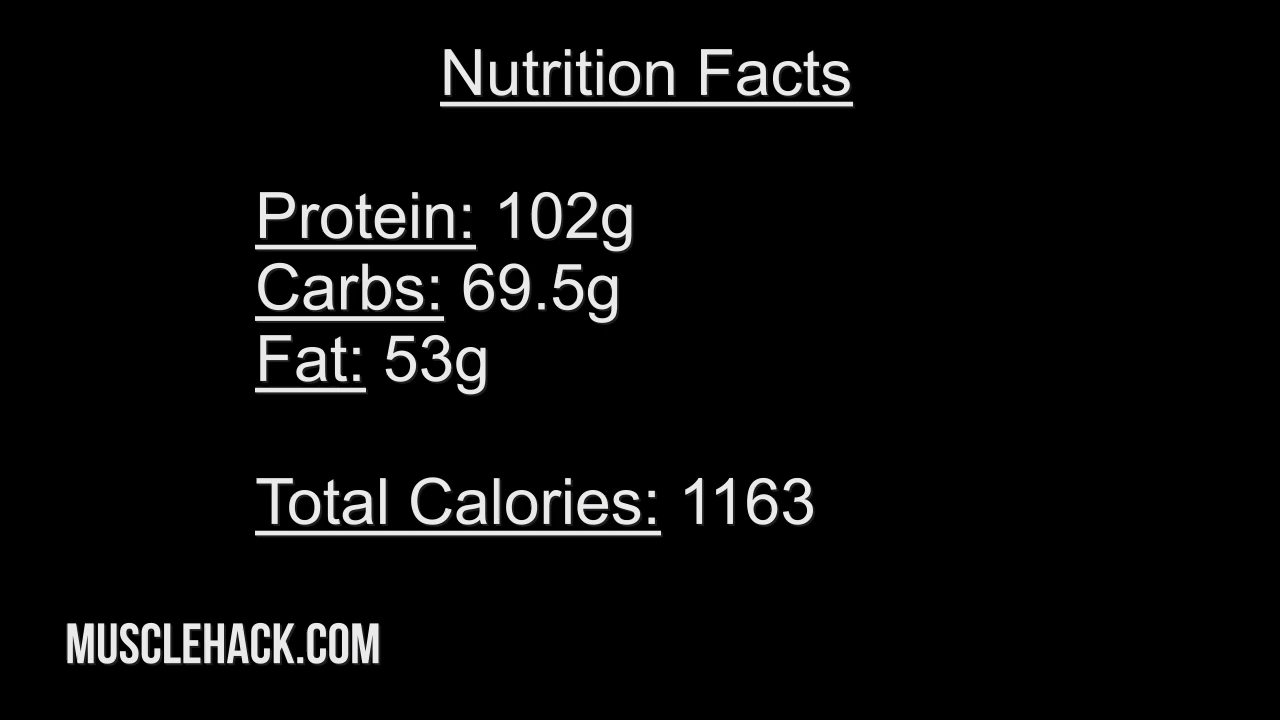 Nutrition Facts
Protein: 102g
Carbs: 69.5g
Fat: 53g
Total Calories: 1163
MUSCLEHACK.COM